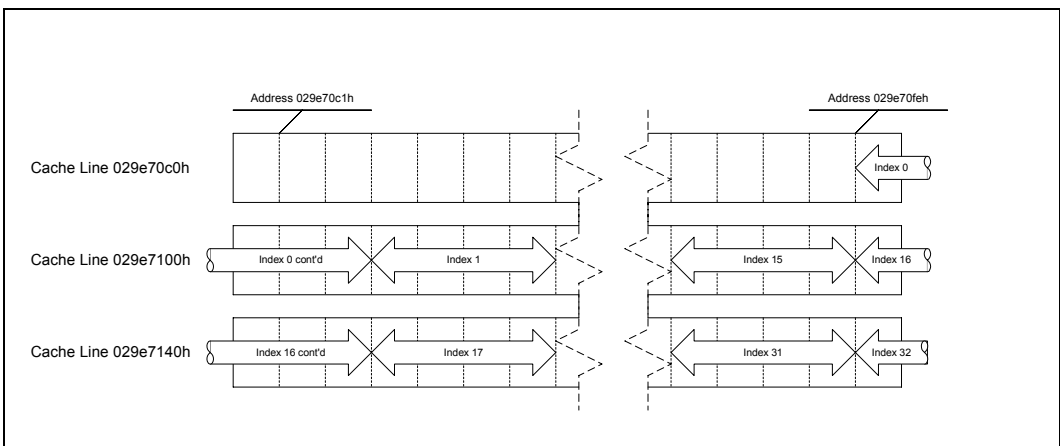 Address 029e70c1h
Address 029e70feh
Cache Line 029e70c0h
Index 0
Cache Line 029e7100h
Index 0 cont'd
Index 1
Index 15
Index 16
Cache Line 029e7140h
Index 16 cont'd
Index 17
Index 31
Index 32